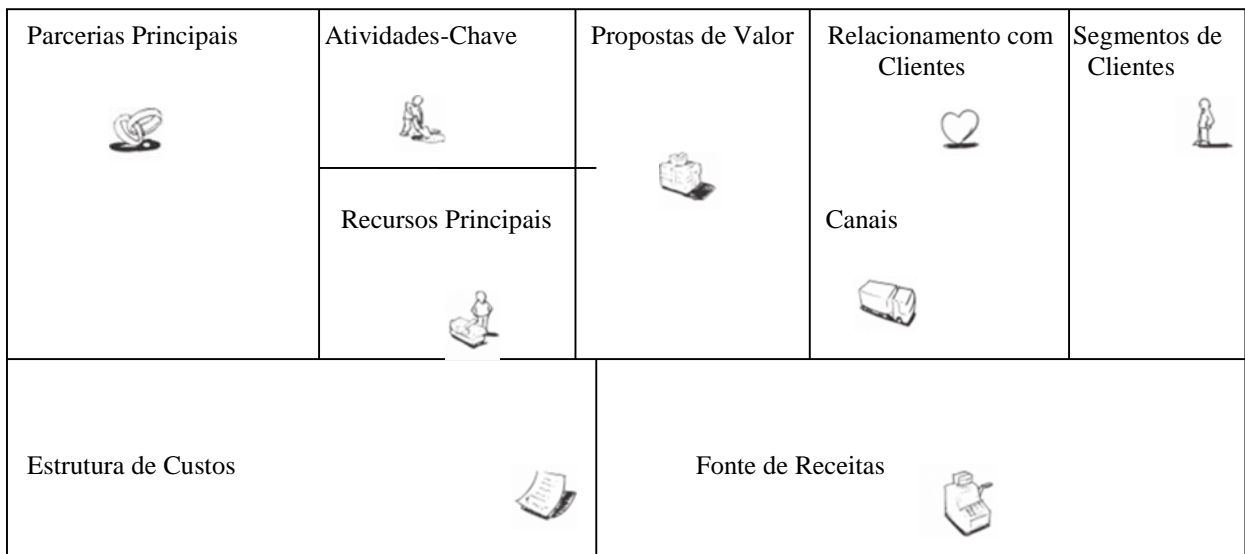 Parcerias Principais
Atividades-Chave
Propostas de Valor
Relacionamento com
Clientes
Segmentos de
Clientes
Recursos Principais
Canais
Estrutura de Custos
Fonte de Receitas